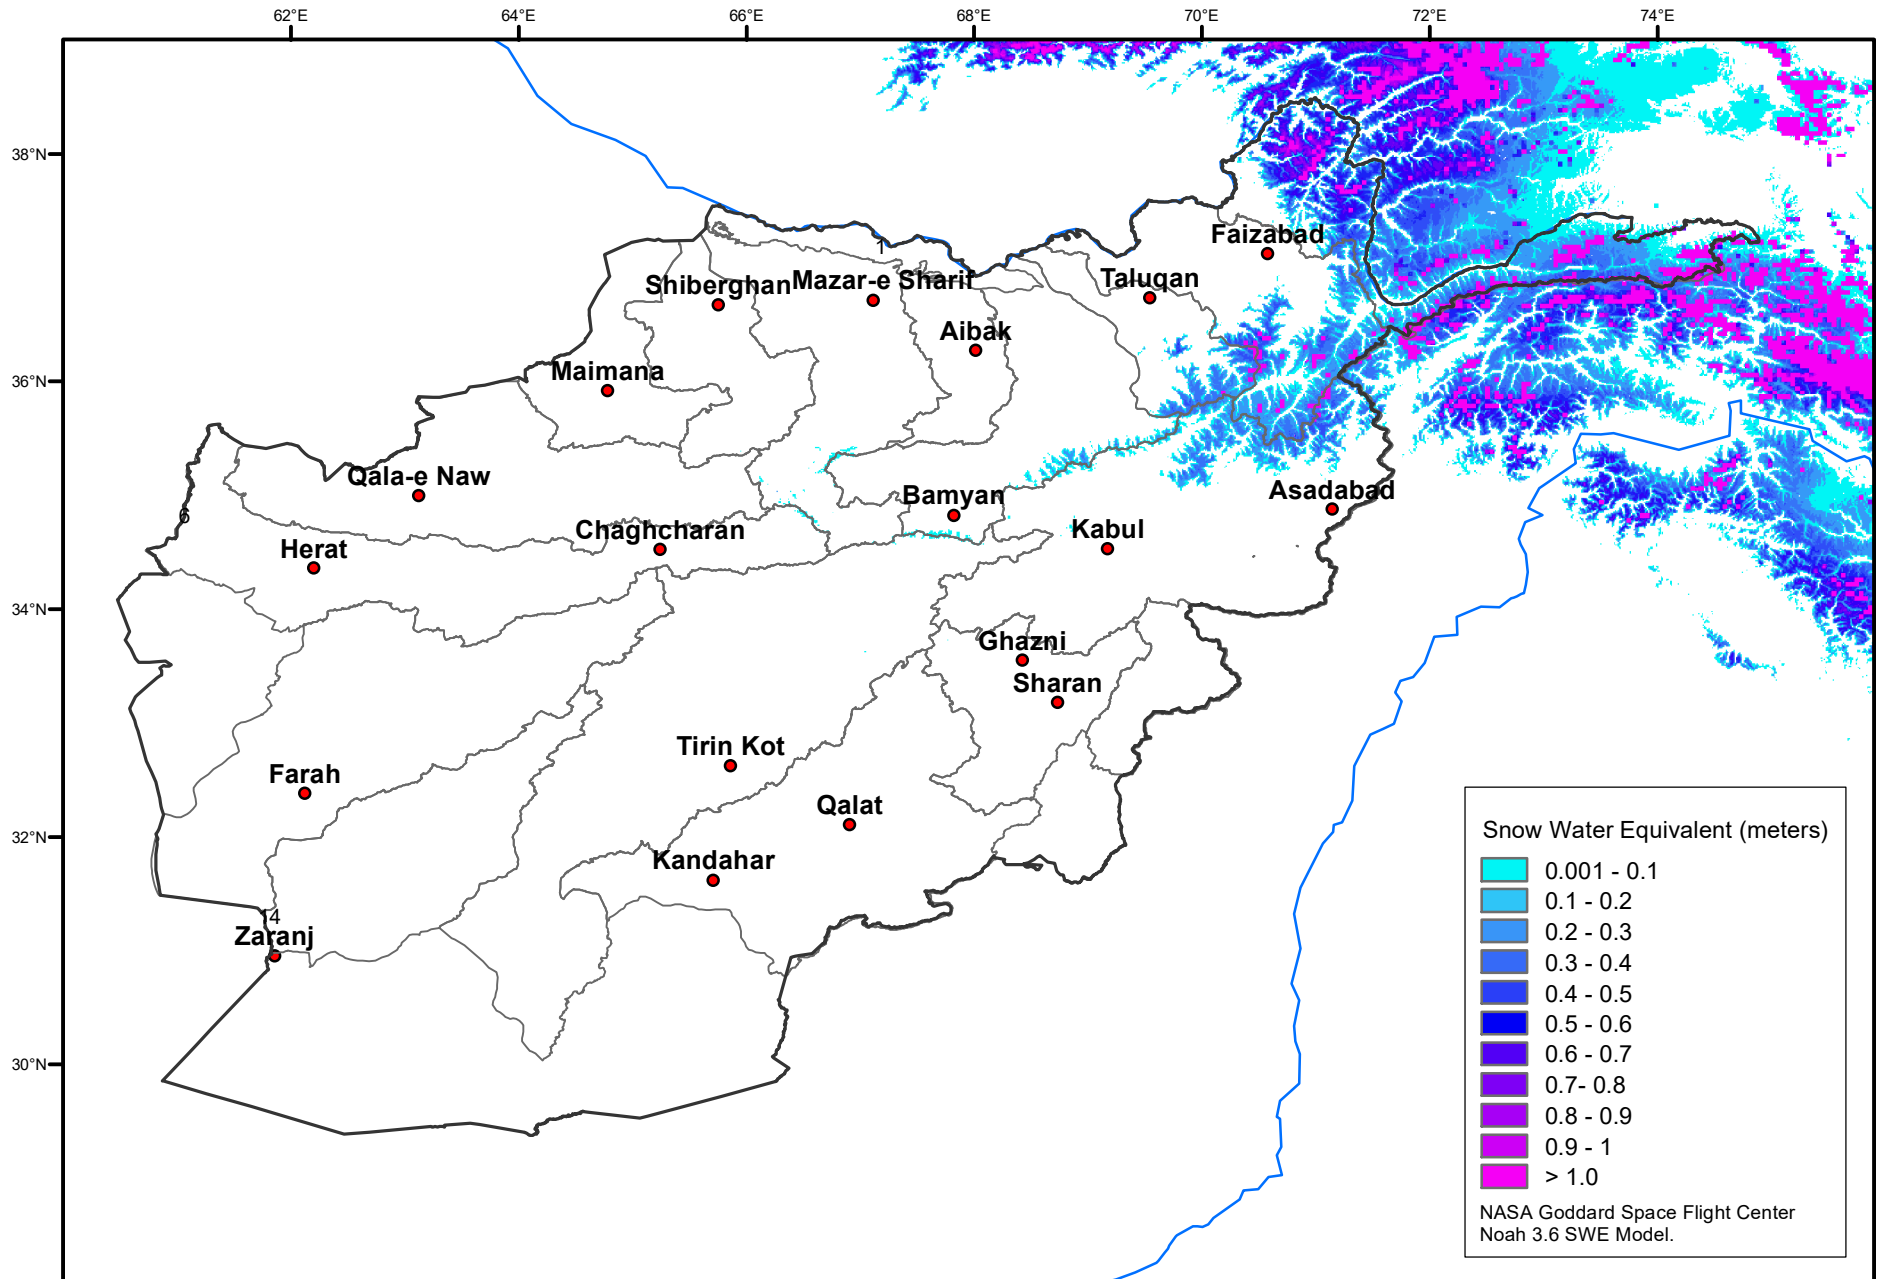 62°E 64°E 66°E 68°E 70°E 72°E 74°E
38°N
36°N
34°N
32°N
30°N
1
Faizabad
Shiberghan
Mazar-e Sharif
Taluqan
Aibak
Maimana
Qala-e Naw
Bamyan
Asadabad
6
Chaghcharan
Kabul
Herat
Ghazni
Sharan
Tirin Kot
Farah
Qalat
Kandahar
14
Zaranj
Snow Water Equivalent (meters)
0.001 - 0.1
0.1 - 0.2
0.2 - 0.3
0.3 - 0.4
0.4 - 0.5
0.5 - 0.6
0.6 - 0.7
0.7- 0.8
0.8 - 0.9
0.9 - 1
> 1.0
NASA Goddard Space Flight Center
Noah 3.6 SWE Model.